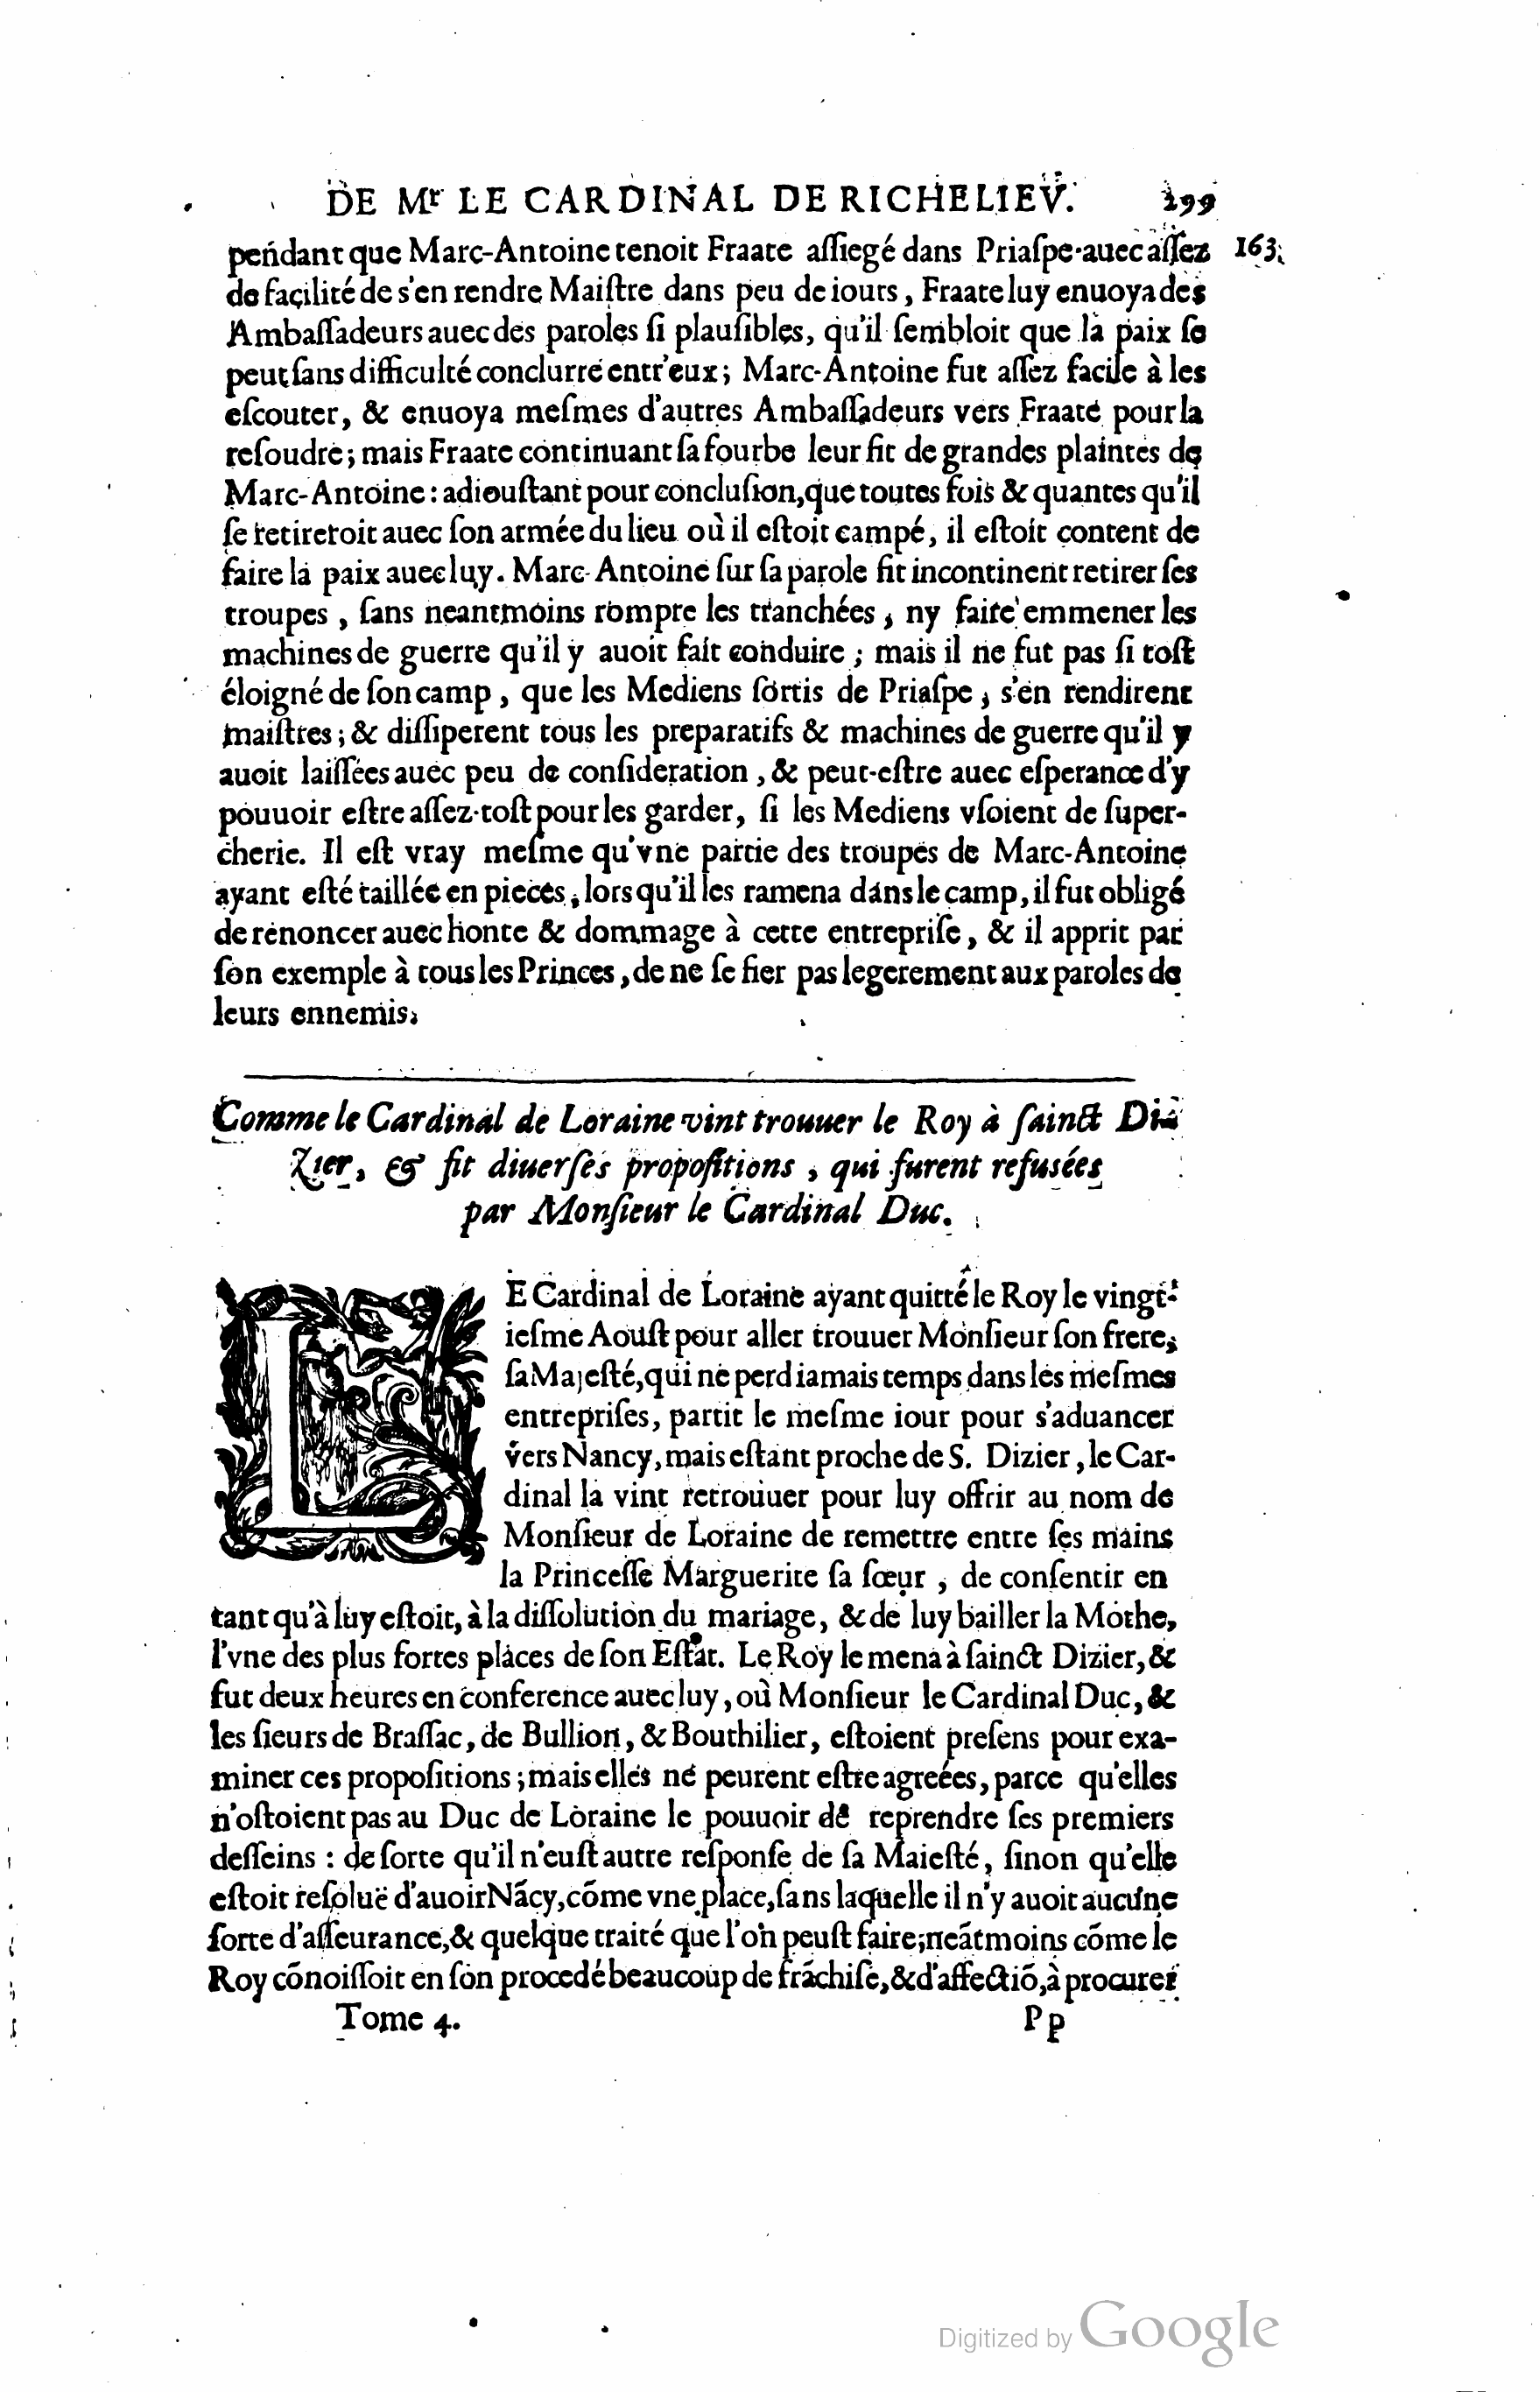 DE Mr LE CARDINAL DE RICHELIEV. 299
pendant que Marc-Antoine tenoit Fraate aſſiegé dans Priaſpe auec aſſez 163.
de facilité de s'en rendre Maiſtre dans peu de iours, Fraate luy enuoya des
Ambaſſadeurs auec des paroles ſi plauſibles, qu'il ſembloit que la paix ſe
peut ſans difficulté conclurre entr'eux; Marc-Antoine fut aſſez facile à les
eſcouter, & enuoya meſmes d'autres Ambaſſadeurs vers Fraate pour la
reſoudre; mais Fraate continuant ſa fourbe leur fit de grandes plaintes de
Marc-Antoine: adiouſtant pour concluſion, que toutes fois & quantes qu'il
ſe retireroit auec ſon armée du lieu où il eſtoit campé, il eſtoit content de
faire la paix auec luy. Marc-Antoine ſur ſa parole fit incontinent retirer ſes
troupes, ſans neantmoins rompre les tranchées, ny faire emmener les
machines de guerre qu'il y auoit fait conduire; mais il ne fut pas ſi toſt
éloigné de ſon camp, que les Mediens ſortis de Priaſpe, s'en rendirent
maiſtres; & diſſiperent tous les preparatifs & machines de guerre qu'il y
auoit laiſſées auec peu de conſideration, & peut-eſtre auec eſperance d'y
pouuoir eſtre aſſez-toſt pour les garder, ſi les Mediens vſoient de ſuper-
cherie. Il eſt vray meſme qu'vne partie des troupes de Marc-Antoine
ayant eſté taillée en pieces, lors qu'il les ramena dans le camp, il fut obligé
de renoncer auec honte & dommage à cette entrepriſe, & il apprit par
ſon exemple à tous les Princes, de ne ſe fier pas legerement aux paroles de
leurs ennemis.
Comme le Cardinal de Loraine vint trouuer le Roy à ſainct Di-
zier, & fit diuerſes propoſitions, qui furent refusées
par Monſieur le Cardinal Duc.
LE Cardinal de Loraine ayant quitté le Roy le vingt-
ieſme Aouſt pour aller trouuer Monſieur ſon frere,
ſa Majeſté, qui ne perd iamais temps dans les meſmes
entrepriſes, partit le meſme iour pour s'aduancer
vers Nancy, mais eſtant proche de S. Dizier, le Car-
dinal la vint retrouuer pour luy offrir au nom de
Monſieur de Loraine de remettre entre ſes mains
la Princeſſe Marguerite ſa ſœur, de conſentir en
tant qu'à luy eſtoit, à la diſſolution du mariage, & de luy bailler la Mothe,
l'vne des plus fortes places de ſon Eſtat. Le Roy le mena à ſainct Dizier, &
fut deux heures en conference auec luy, où Monſieur le Cardinal Duc, &
les ſieurs de Braſſac, de Bullion, & Bouthilier, eſtoient preſens pour exa-
miner ces propoſitions; mais elles ne peurent eſtre agreées, parce qu'elles
n'oſtoient pas au Duc de Loraine le pouuoir de reprendre ſes premiers
deſſeins: de ſorte qu'il n'euſt autre reſponſe de ſa Maieſté, ſinon qu'elle
eſtoit reſoluë d'auoir Nãcy, cõme vne place, ſans laquelle il n'y auoit aucune
ſorte d'aſſeurance, & quelque traité que l'on peuſt faire; neãtmoins cõme le
Roy cõnoiſſoit en ſon procedé beaucoup de frãchiſe, & d'affectiõ, à procurer
Tome 4. Pp
Digitized by Google